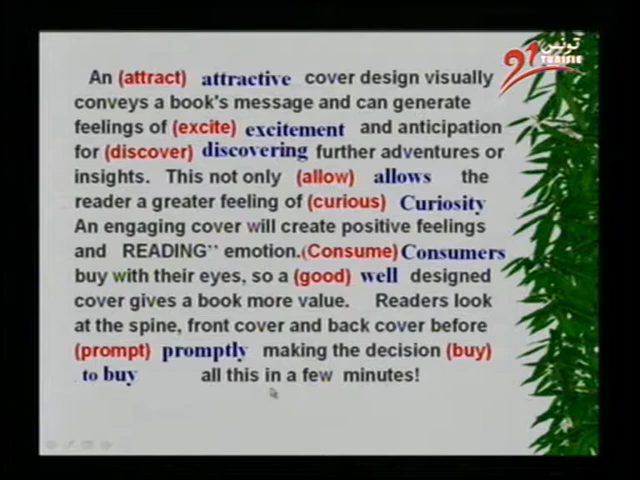 تونس
21
TUNISIE
An (attract) attractive cover design visually
conveys a book's message and can generate
feelings of (excite) excitement and anticipation
for (discover) discovering further adventures or
insights. This not only (allow) allows the
reader a greater feeling of (curious) Curiosity
An engaging cover will create positive feelings
and READING" emotion.(Consume) Consumers
buy with their eyes, so a (good) well designed
cover gives a book more value. Readers look
at the spine, front cover and back cover before
(prompt) promptly making the decision (buy)
to buy all this in a few minutes!